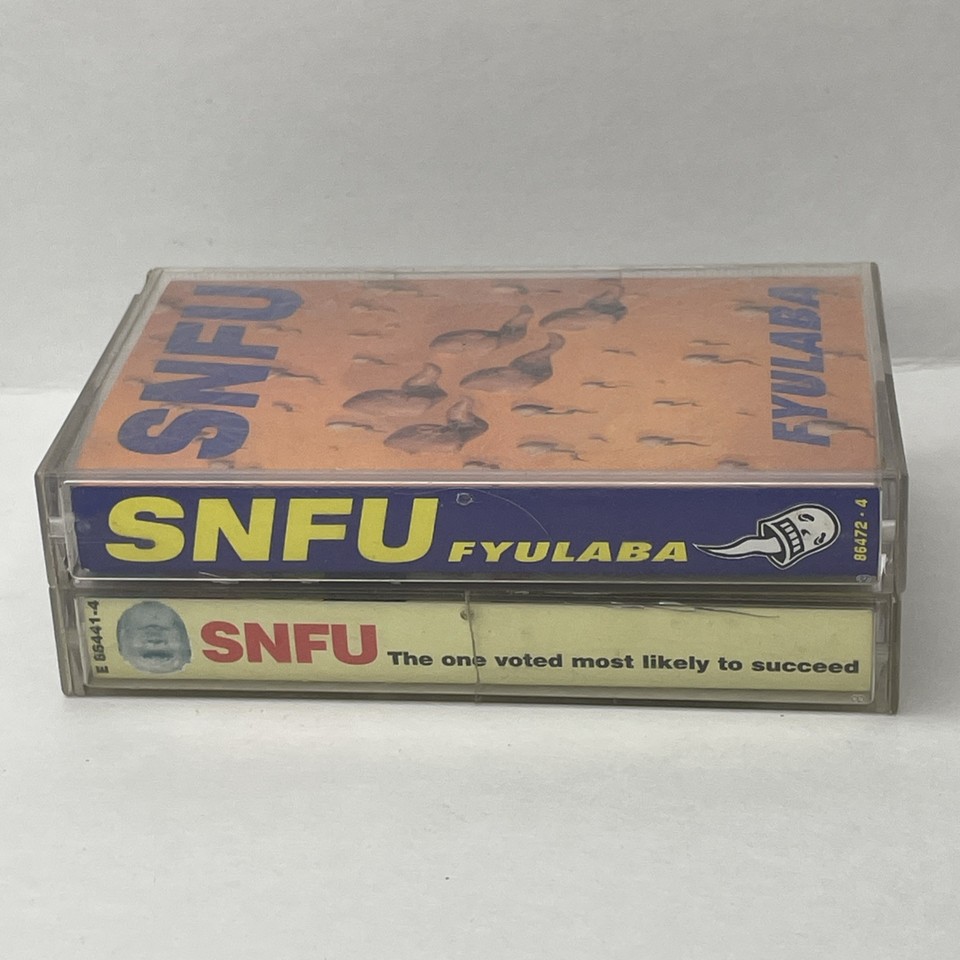 SNFU
FYULABA
SNFU FYULABA 86472 - 4
E 86441-4 SNFU The one voted most likely to succeed